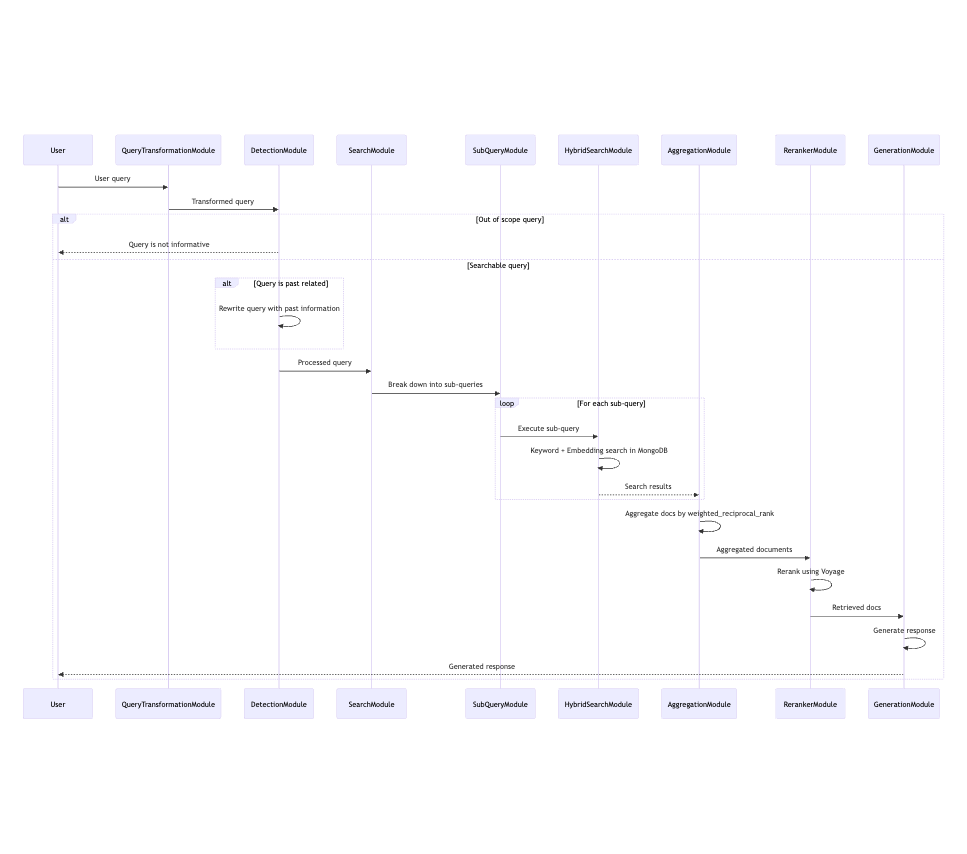 User
QueryTransformationModule
DetectionModule
SearchModule
SubQueryModule
HybridSearchModule
AggregationModule
RerankerModule
GenerationModule
User query
Transformed query
alt
[Out of scope query]
Query is not informative
[Searchable query]
alt
[Query is past related]
Rewrite query with past information
Processed query
Break down into sub-queries
loop
[For each sub-query]
Execute sub-query
Keyword + Embedding search in MongoDB
Search results
Aggregate docs by weighted_reciprocal_rank
Aggregated documents
Rerank using Voyage
Retrieved docs
Generate response
Generated response
User
QueryTransformationModule
DetectionModule
SearchModule
SubQueryModule
HybridSearchModule
AggregationModule
RerankerModule
GenerationModule